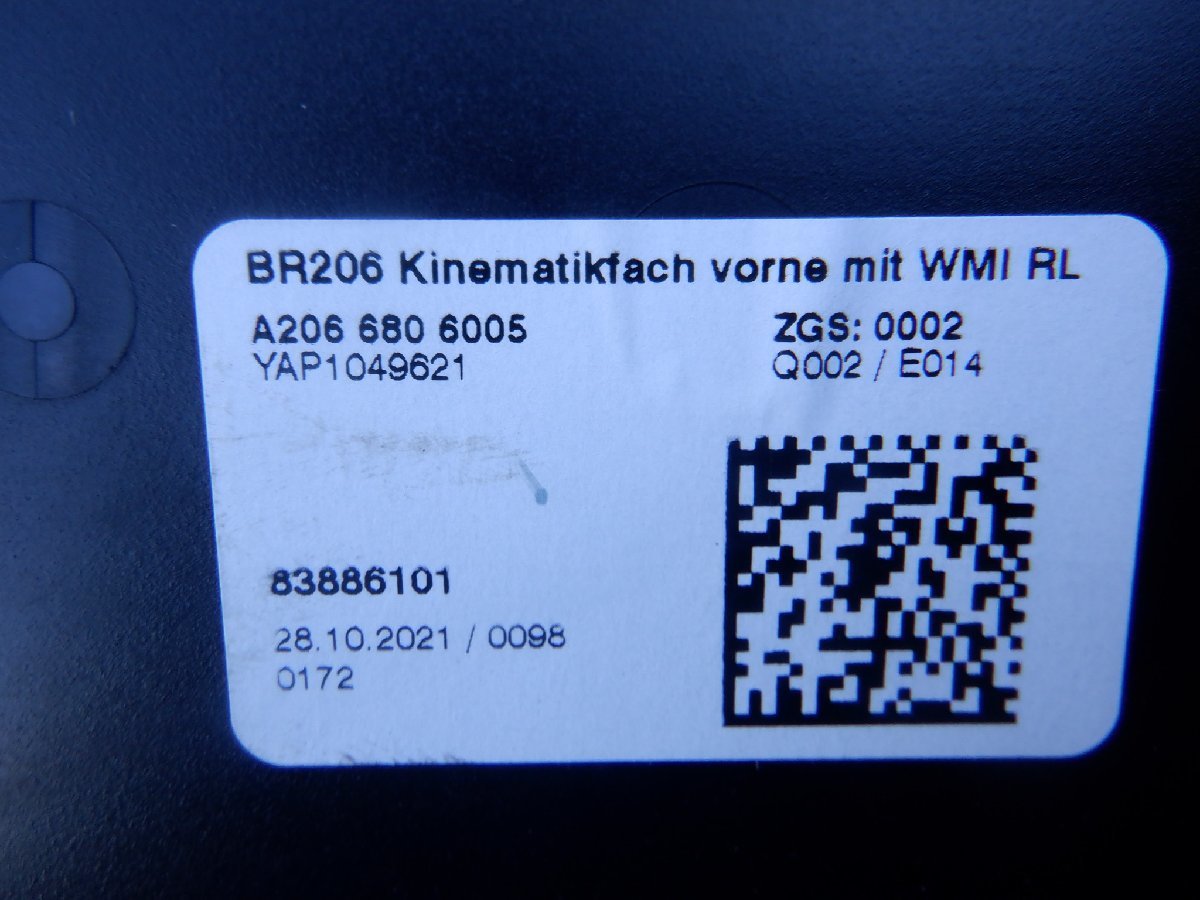 BR206 Kinematikfach vorne mit WMI RL
A206 680 6005 ZGS: 0002
YAP1049621 Q002 / E014
83886101
28.10.2021 / 0098
0172